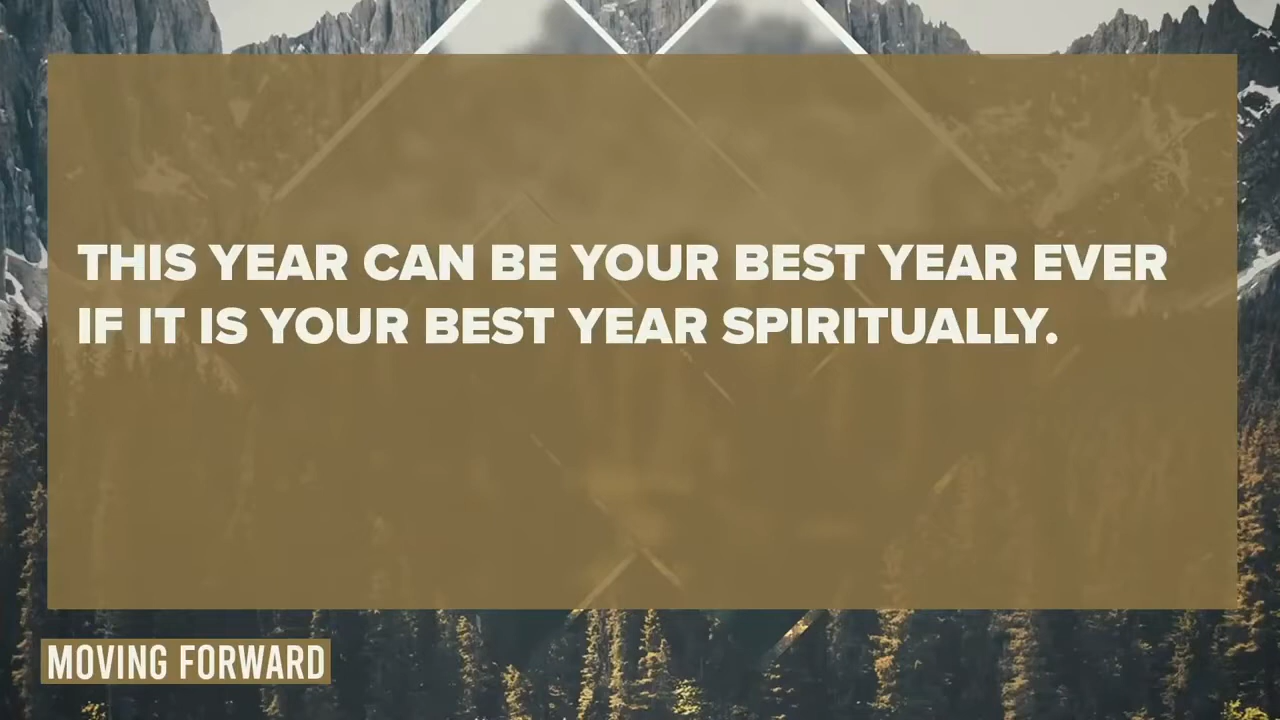 THIS YEAR CAN BE YOUR BEST YEAR EVER
IF IT IS YOUR BEST YEAR SPIRITUALLY.
MOVING FORWARD